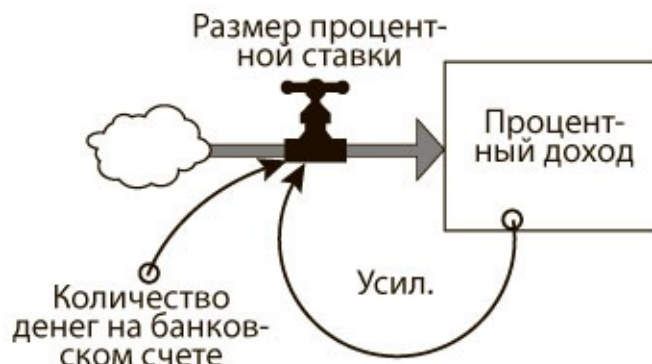 Размер процент-
ной ставки
Процент-
ный доход
Усил.
Количество
денег на банков-
ском счете